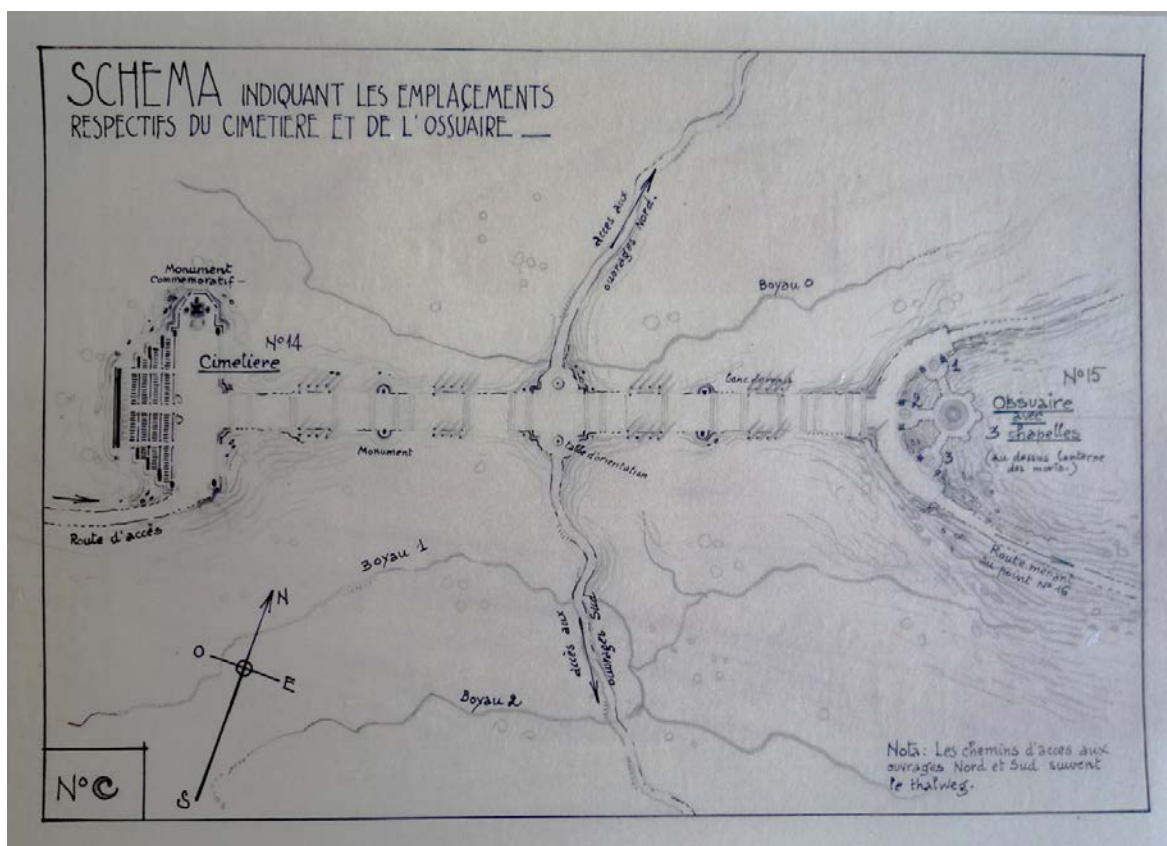 SCHEMA INDIQUANT LES EMPLAÇEMENTS
RESPECTIFS DU CIMETIERE ET DE L'OSSUAIRE
accès aux
ouvrages Nord.
Monument
Commemoratif
Boyau 0
N°14
Cimetiere
N°15
1
2
3
Ossuaire
avec
3 chapelles
(au dessus lanterne
des morts.)
Monument
table d'orientation
Route d'accès
Boyau 1
Route menant
au point N°16
accès aux
ouvrages Sud
N
O
E
S
Boyau 2
Nota: Les chemins d'acces aux
ouvrages Nord et Sud suivent
le thalweg.
N°C